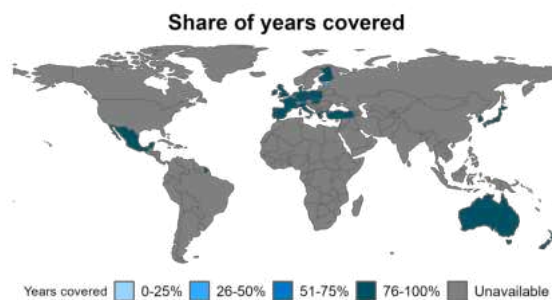 Share of years covered
Years covered 0-25% 26-50% 51-75% 76-100% Unavailable